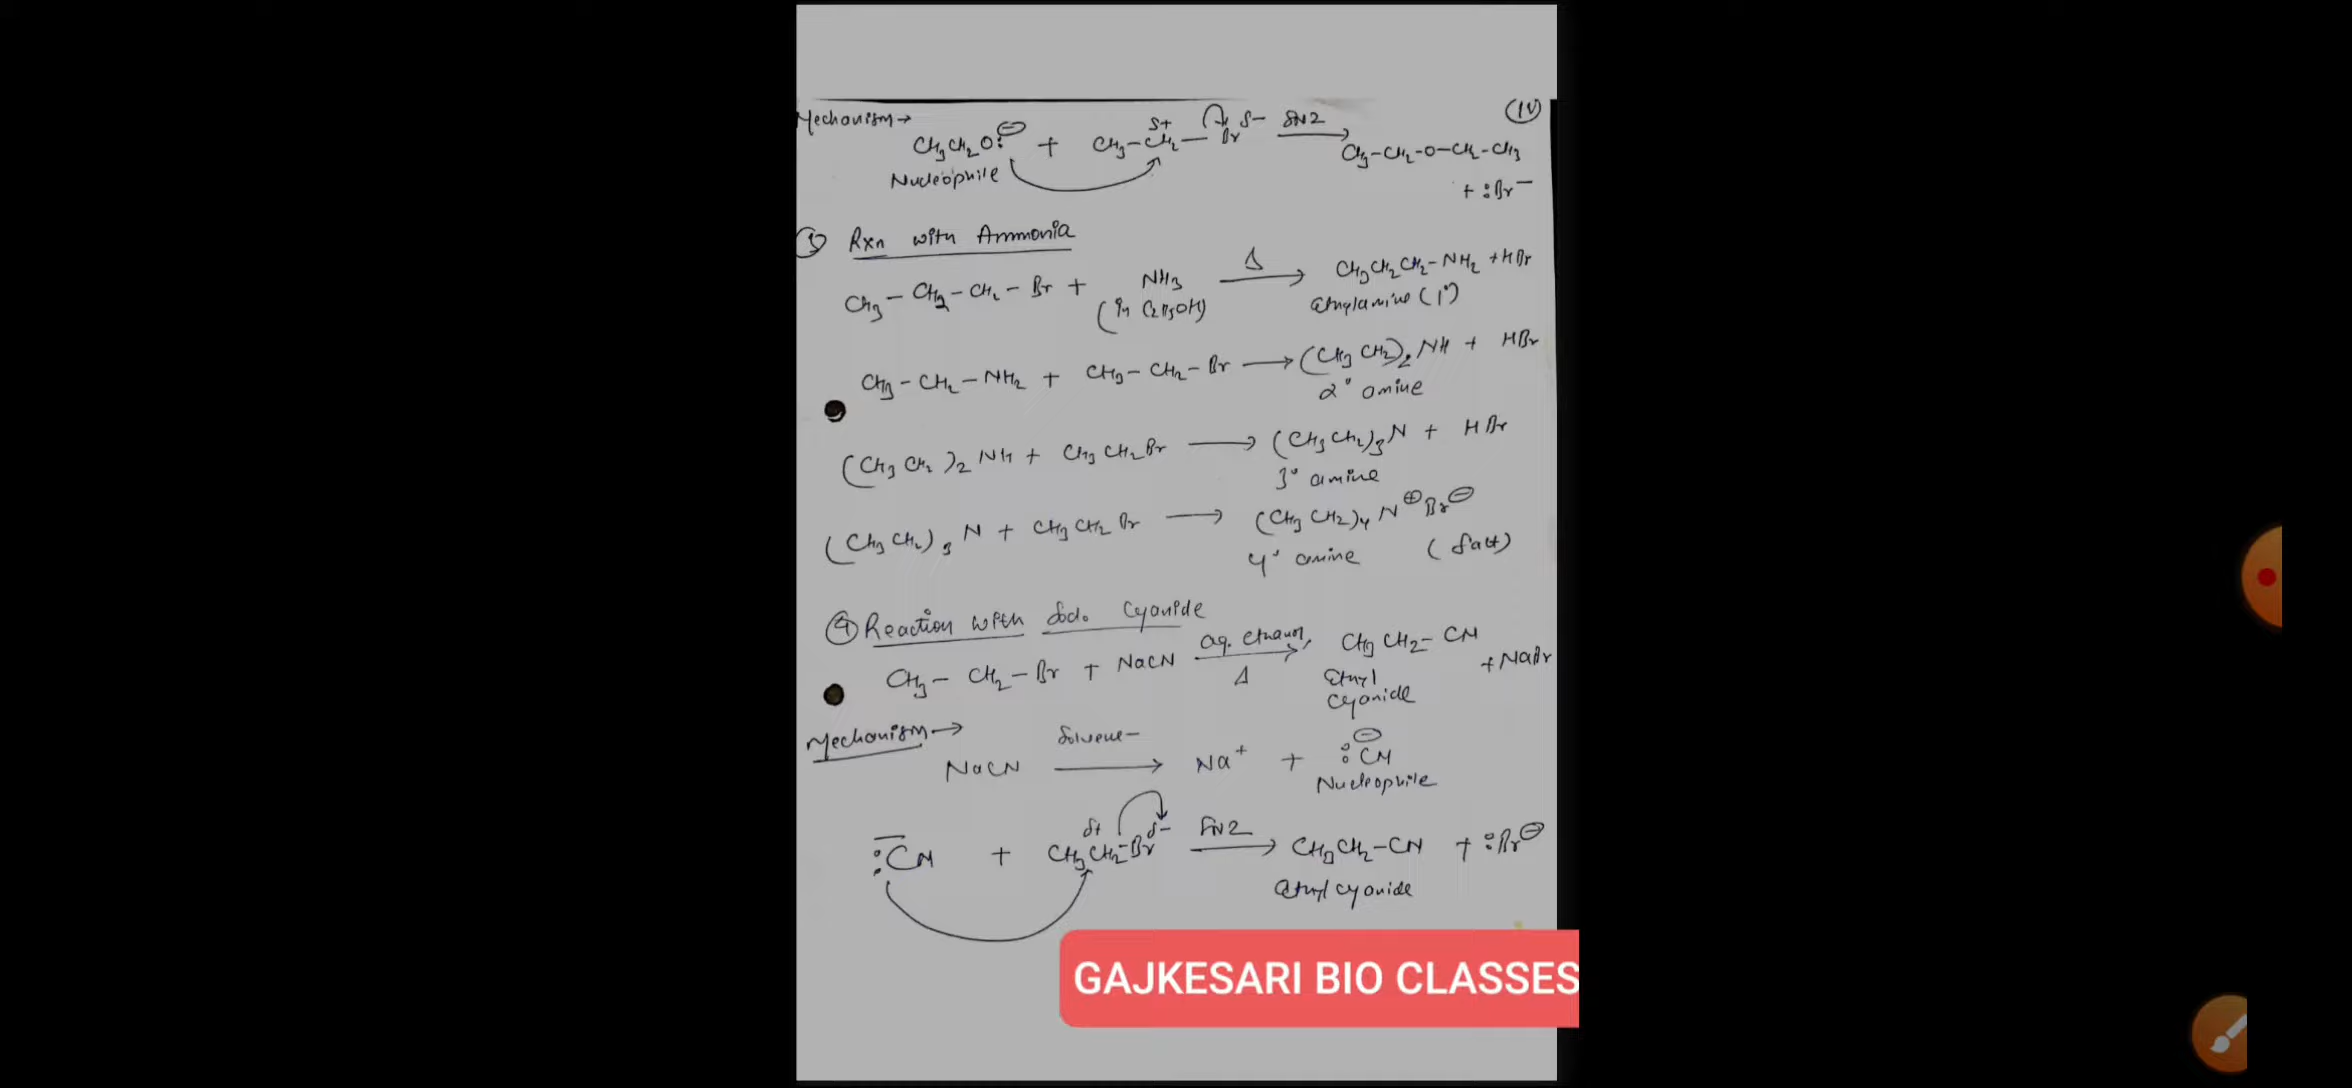 Mechanism→
CH3CH2O:⊖ + CH3-CH2-Br δ+ δ- SN2 → CH3-CH2-O-CH2-CH3
(IV)
Nucleophile
+ :Br-
③ Rxn with Ammonia
CH3-CH2-CH2-Br + NH3 Δ → CH3CH2CH2-NH2 + HBr
(in C2H5OH) Ethylamine (1°)
CH3-CH2-NH2 + CH3-CH2-Br → (CH3CH2)2NH + HBr
2° amine
(CH3CH2)2NH + CH3CH2Br → (CH3CH2)3N + HBr
3° amine
(CH3CH2)3N + CH3CH2Br → (CH3CH2)4N⊕Br⊖
4° amine
④ Reaction with Sod. Cyanide
CH3-CH2-Br + NaCN aq. ethanol, Δ → CH3CH2-CN + NaBr
Ethyl
Cyanide
Mechanism→
NaCN Solvent → Na+ + :CN⊖
Nucleophile
:CN- + CH3CH2-Br δ+ δ- SN2 → CH3CH2-CN + :Br⊖
Ethyl cyanide
GAJKESARI BIO CLASSES